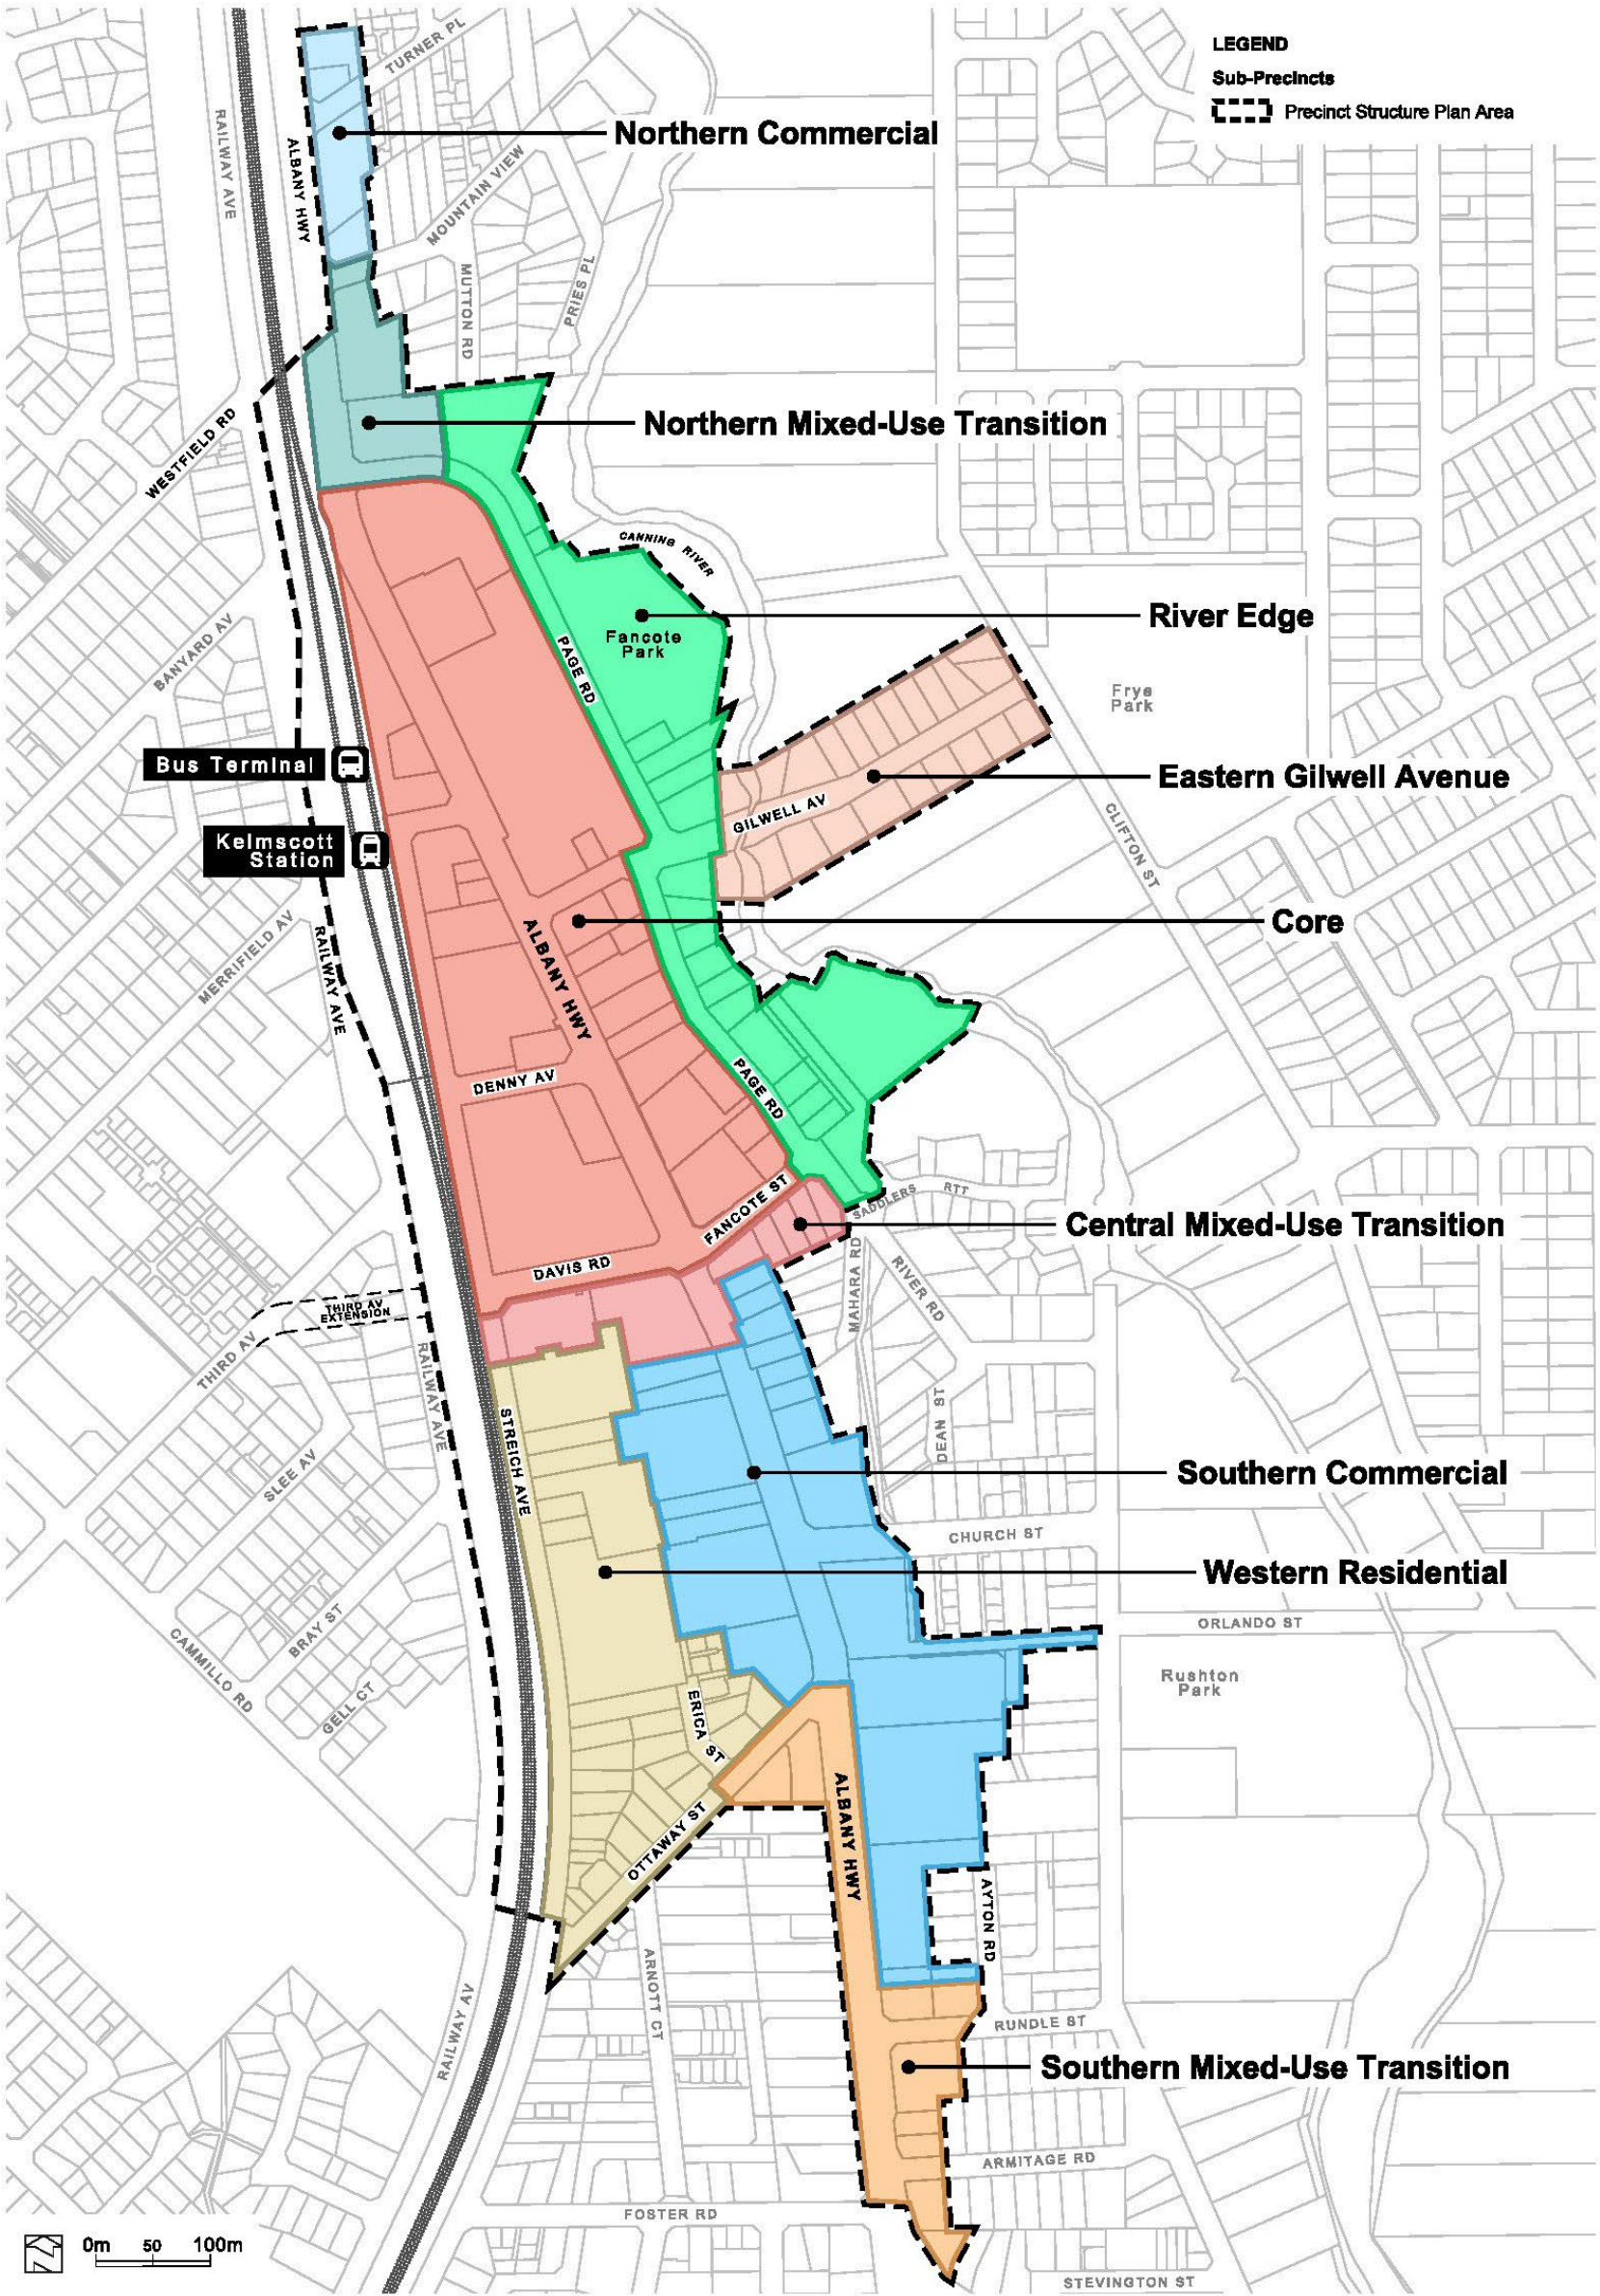 LEGEND
Sub-Precincts
Precinct Structure Plan Area
TURNER PL
RAILWAY AVE
ALBANY HWY
Northern Commercial
MOUNTAIN VIEW
MUTTON RD
PRIES PL
WESTFIELD RD
Northern Mixed-Use Transition
CANNING RIVER
BANYARD AV
PAGE RD
Fancote
Park
River Edge
Frye
Park
Bus Terminal
Eastern Gilwell Avenue
GILWELL AV
CLIFTON ST
Kelmscott
Station
MERRIFIELD AV
RAILWAY AVE
ALBANY HWY
Core
DENNY AV
PAGE RD
FANCOTE ST
SADDLERS RTT
Central Mixed-Use Transition
DAVIS RD
MAHARA RD
RIVER RD
THIRD AV
EXTENSION
THIRD AV
RAILWAY AVE
STREICH AVE
DEAN ST
SLEE AV
Southern Commercial
CHURCH ST
Western Residential
ORLANDO ST
BRAY ST
CAMMILLO RD
GELL CT
Rushton
Park
ERICA ST
OTTAWAY ST
ALBANY HWY
AYTON RD
ARNOTT CT
RAILWAY AV
RUNDLE ST
Southern Mixed-Use Transition
ARMITAGE RD
FOSTER RD
N
0m 50 100m
STEVINGTON ST